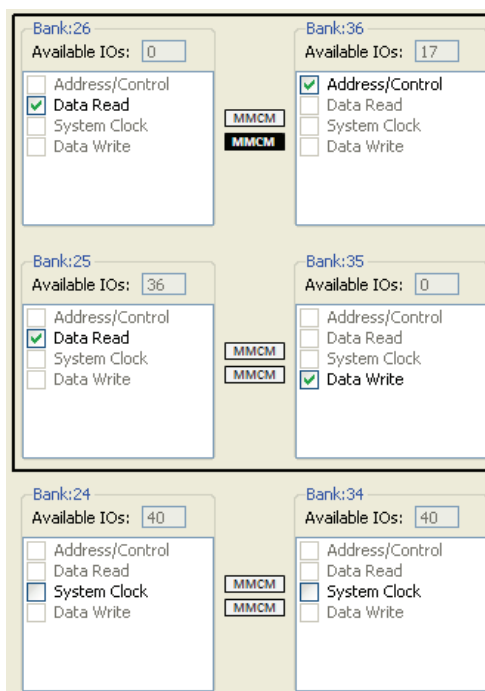 Bank:26
Available IOs: 0
Address/Control
Data Read
System Clock
Data Write
MMCM
MMCM
Bank:36
Available IOs: 17
Address/Control
Data Read
System Clock
Data Write
Bank:25
Available IOs: 36
Address/Control
Data Read
System Clock
Data Write
MMCM
MMCM
Bank:35
Available IOs: 0
Address/Control
Data Read
System Clock
Data Write
Bank:24
Available IOs: 40
Address/Control
Data Read
System Clock
Data Write
MMCM
MMCM
Bank:34
Available IOs: 40
Address/Control
Data Read
System Clock
Data Write